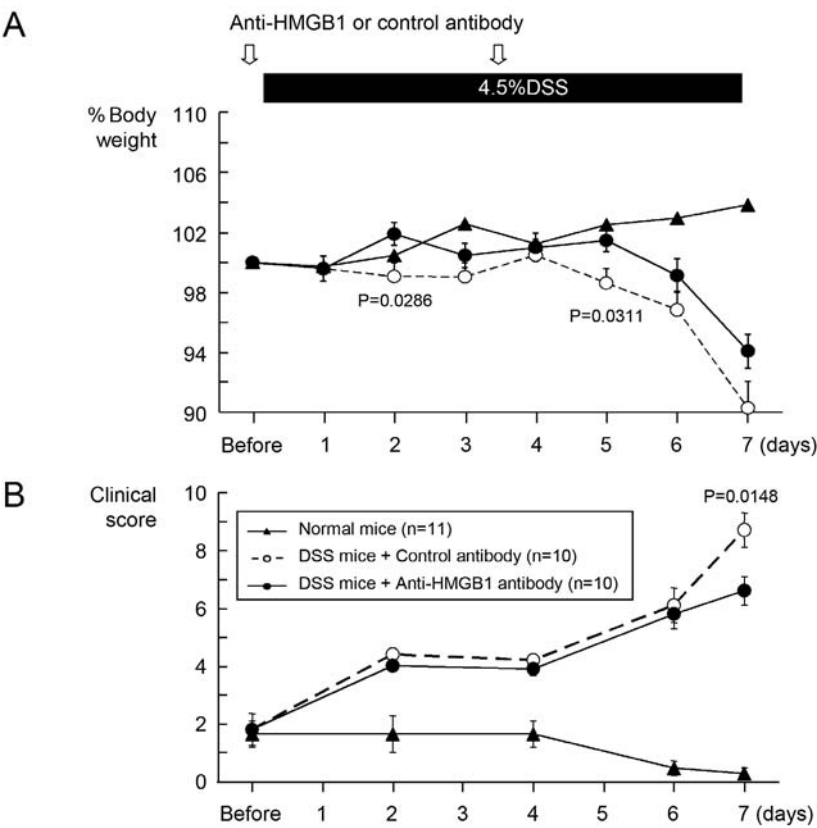 A
Anti-HMGB1 or control antibody
4.5%DSS
% Body
weight
110
106
102
98
94
90
P=0.0286
P=0.0311
Before 1 2 3 4 5 6 7 (days)
B
Clinical
score
10
8
6
4
2
0
P=0.0148
Normal mice (n=11)
DSS mice + Control antibody (n=10)
DSS mice + Anti-HMGB1 antibody (n=10)
Before 1 2 3 4 5 6 7 (days)